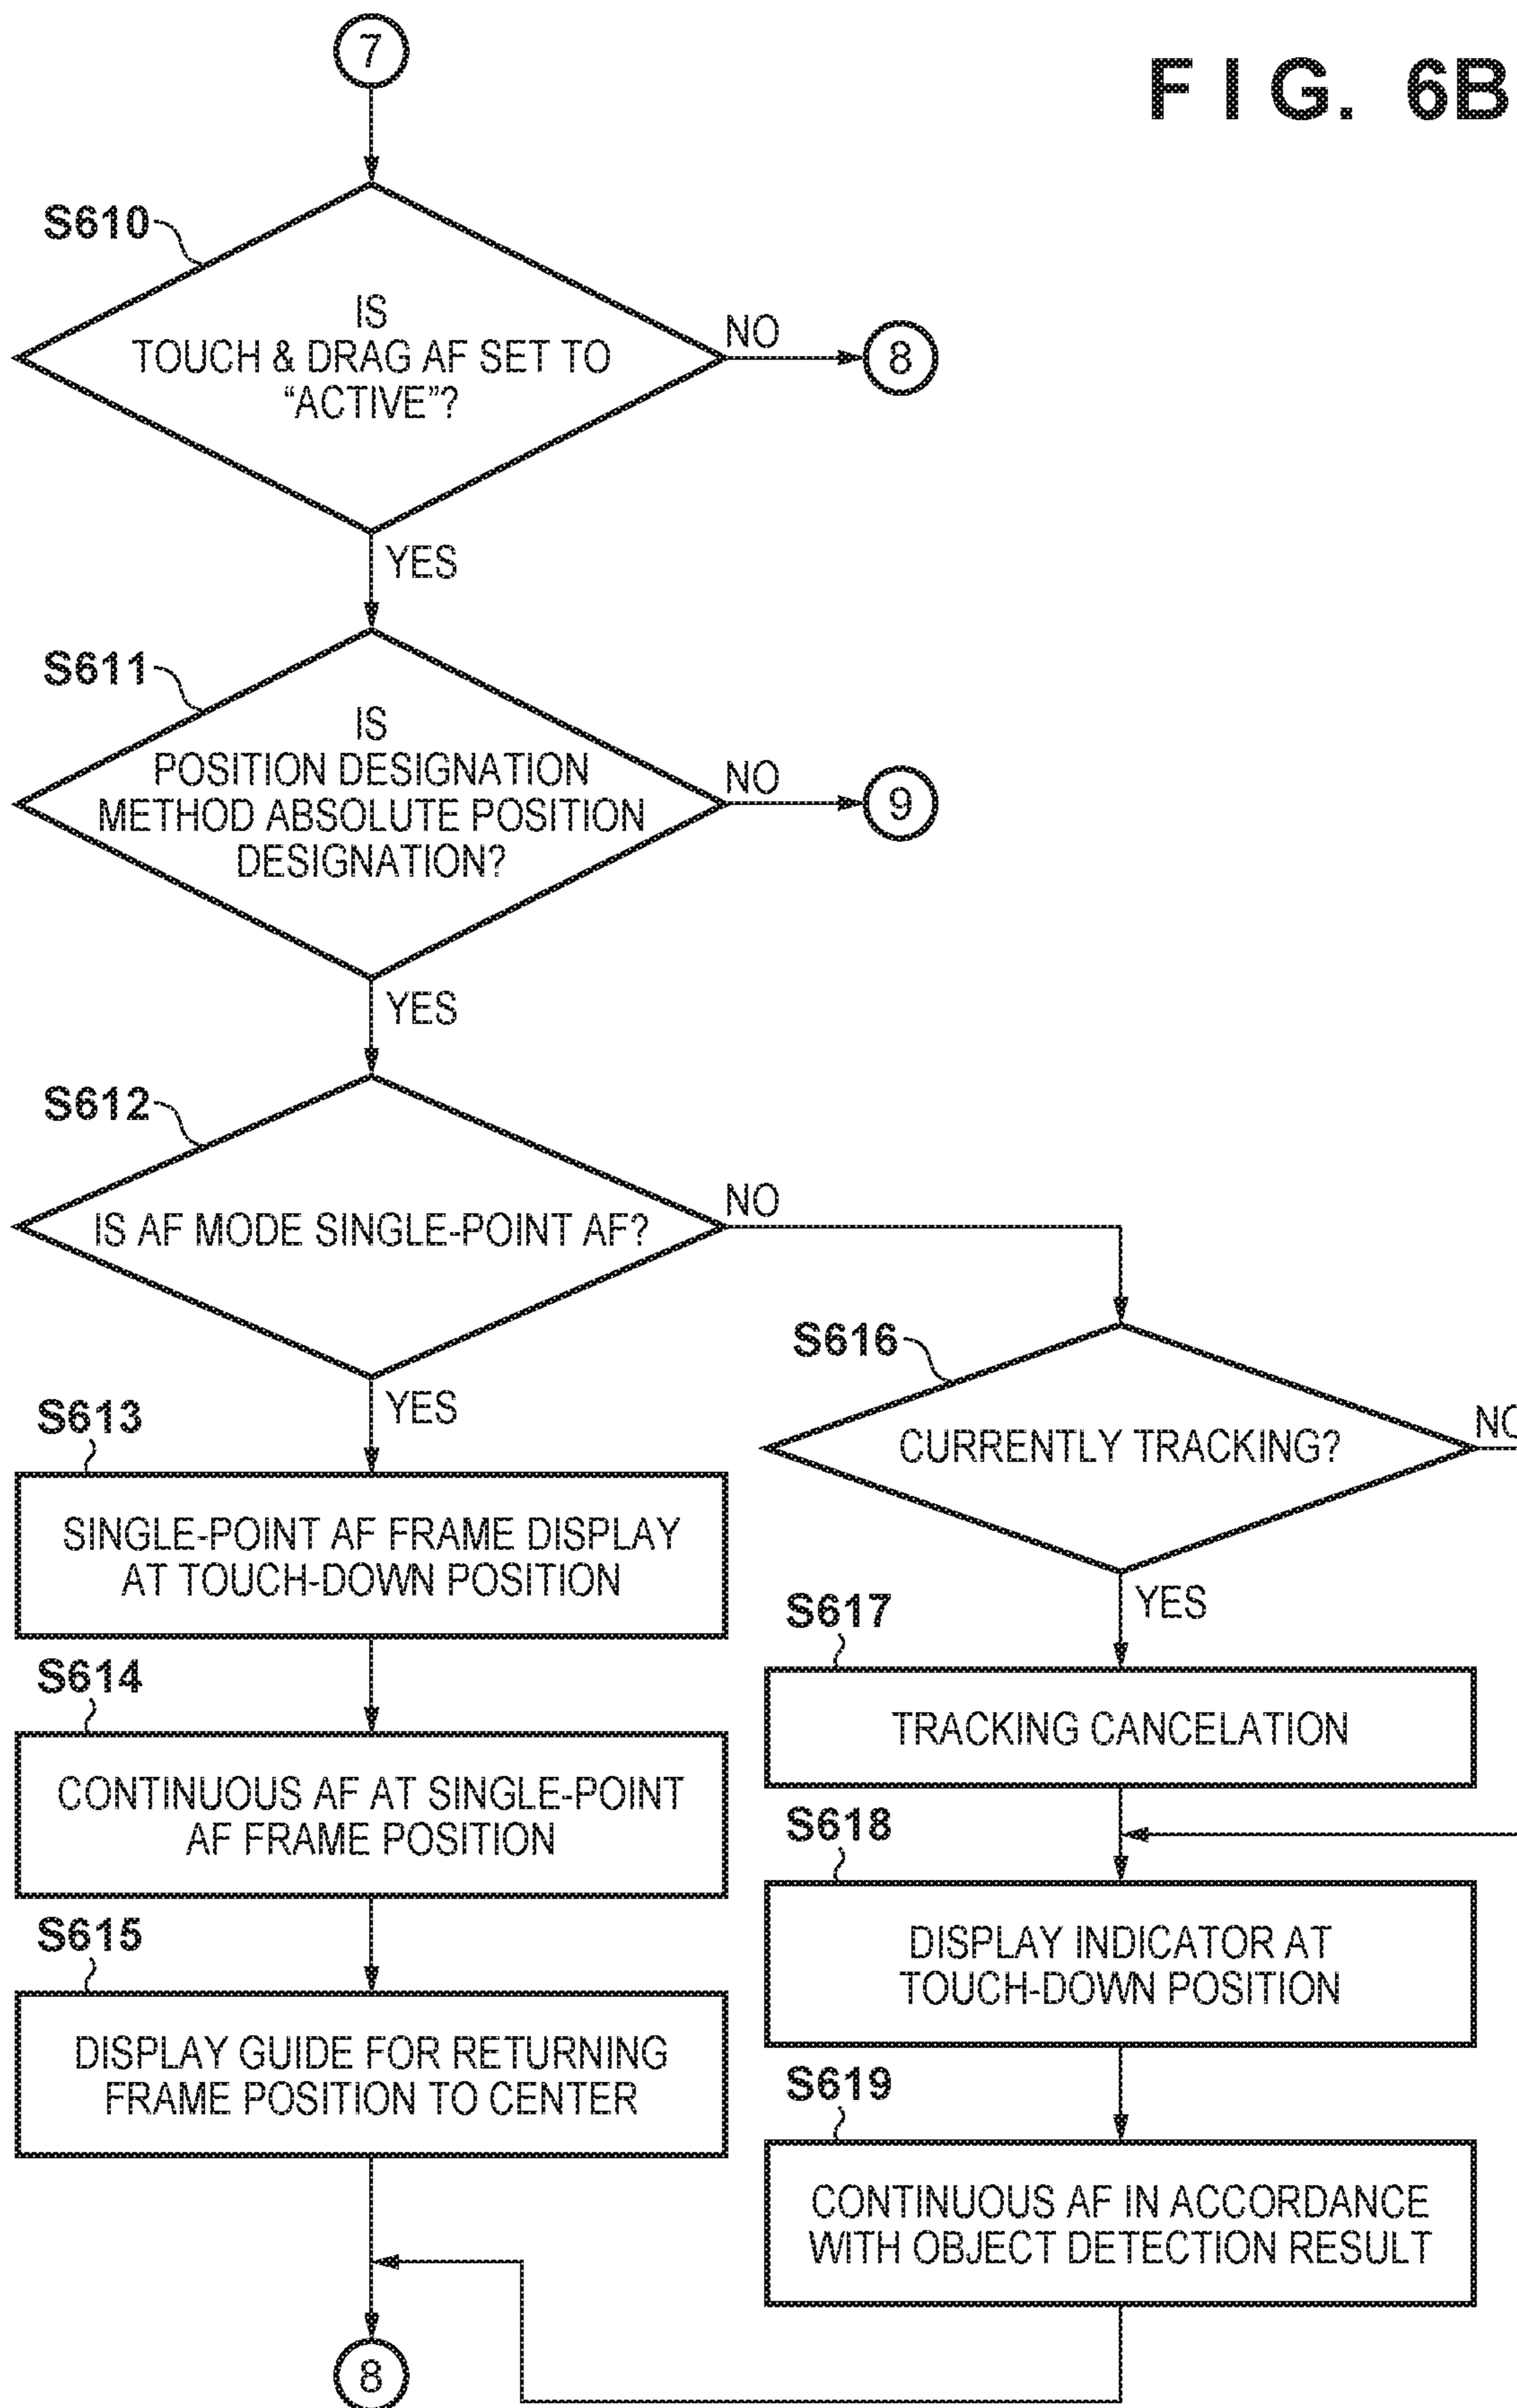 7
FIG. 6B
S610
IS
TOUCH & DRAG AF SET TO
“ACTIVE”?
NO
8
YES
S611
IS
POSITION DESIGNATION
METHOD ABSOLUTE POSITION
DESIGNATION?
NO
9
YES
S612
IS AF MODE SINGLE-POINT AF?
NO
YES
S613
SINGLE-POINT AF FRAME DISPLAY
AT TOUCH-DOWN POSITION
S614
CONTINUOUS AF AT SINGLE-POINT
AF FRAME POSITION
S615
DISPLAY GUIDE FOR RETURNING
FRAME POSITION TO CENTER
S616
CURRENTLY TRACKING?
NO
YES
S617
TRACKING CANCELATION
S618
DISPLAY INDICATOR AT
TOUCH-DOWN POSITION
S619
CONTINUOUS AF IN ACCORDANCE
WITH OBJECT DETECTION RESULT
8